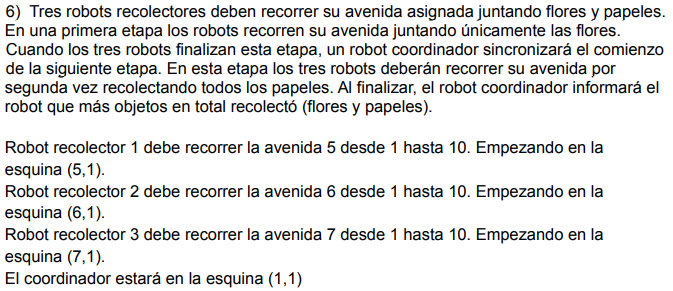 6) Tres robots recolectores deben recorrer su avenida asignada juntando flores y papeles.
En una primera etapa los robots recorren su avenida juntando únicamente las flores.
Cuando los tres robots finalizan esta etapa, un robot coordinador sincronizará el comienzo
de la siguiente etapa. En esta etapa los tres robots deberán recorrer su avenida por
segunda vez recolectando todos los papeles. Al finalizar, el robot coordinador informará el
robot que más objetos en total recolectó (flores y papeles).
Robot recolector 1 debe recorrer la avenida 5 desde 1 hasta 10. Empezando en la
esquina (5,1).
Robot recolector 2 debe recorrer la avenida 6 desde 1 hasta 10. Empezando en la
esquina (6,1).
Robot recolector 3 debe recorrer la avenida 7 desde 1 hasta 10. Empezando en la
esquina (7,1).
El coordinador estará en la esquina (1,1)